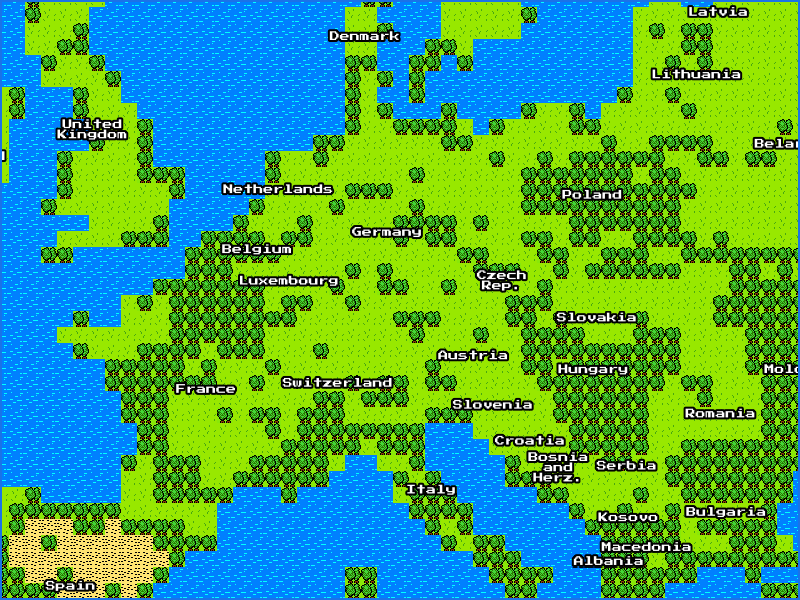 Latvia
Denmark
Lithuania
United
Kingdom
Belar
Netherlands
Poland
Germany
Belgium
Czech
Rep.
Luxembourg
Slovakia
Austria
Hungary
Mold
Switzerland
France
Slovenia
Romania
Croatia
Bosnia
and
Herz.
Serbia
Italy
Bulgaria
Kosovo
Macedonia
Albania
Spain